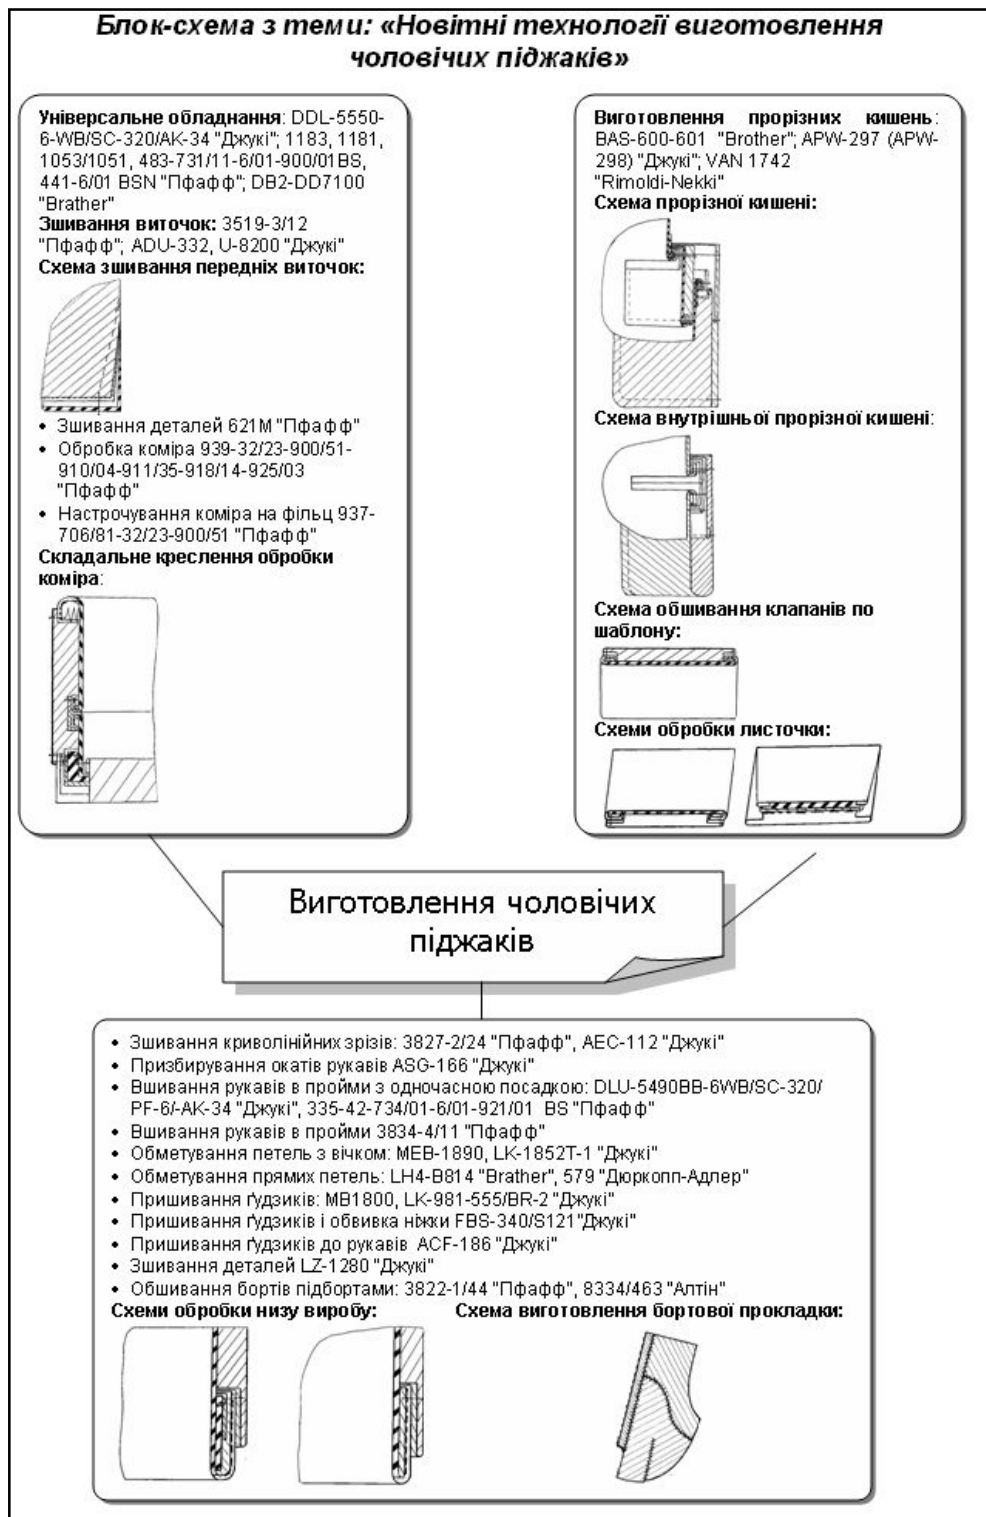 Блок-схема з теми: «Новітні технології виготовлення
чоловічих піджаків»
Універсальне обладнання: DDL-5550-
6-WB/SC-320/AK-34 "Джукі"; 1183, 1181,
1053/1051, 483-731/11-6/01-900/01BS,
441-6/01 BSN "Пфафф"; DB2-DD7100
"Brather"
Зшивання виточок: 3519-3/12
"Пфафф"; ADU-332, U-8200 "Джукі"
Схема зшивання передніх виточок:
• Зшивання деталей 621М "Пфафф"
• Обробка коміра 939-32/23-900/51-
910/04-911/35-918/14-925/03
"Пфафф"
• Настрочування коміра на фільц 937-
706/81-32/23-900/51 "Пфафф"
Складальне креслення обробки
коміра:
Виготовлення прорізних кишень:
BAS-600-601 "Brother"; APW-297 (APW-
298) "Джукі"; VAN 1742
"Rimoldi-Nekki"
Схема прорізної кишені:
Схема внутрішньої прорізної кишені:
Схема обшивання клапанів по
шаблону:
Схеми обробки листочки:
Виготовлення чоловічих
піджаків
• Зшивання криволінійних зрізів: 3827-2/24 "Пфафф", AEC-112 "Джукі"
• Призбирування окатів рукавів ASG-166 "Джукі"
• Вшивання рукавів в пройми з одночасною посадкою: DLU-5490BB-6WB/SC-320/
PF-6/-AK-34 "Джукі", 335-42-734/01-6/01-921/01 BS "Пфафф"
• Вшивання рукавів в пройми 3834-4/11 "Пфафф"
• Обметування петель з вічком: MEB-1890, LK-1852T-1 "Джукі"
• Обметування прямих петель: LH4-B814 "Brather", 579 "Дюркопп-Адлер"
• Пришивання ґудзиків: MB1800, LK-981-555/BR-2 "Джукі"
• Пришивання ґудзиків і обвивка ніжки FBS-340/S121"Джукі"
• Пришивання ґудзиків до рукавів ACF-186 "Джукі"
• Зшивання деталей LZ-1280 "Джукі"
• Обшивання бортів підбортами: 3822-1/44 "Пфафф", 8334/463 "Алтін"
Схеми обробки низу виробу:
Схема виготовлення бортової прокладки: